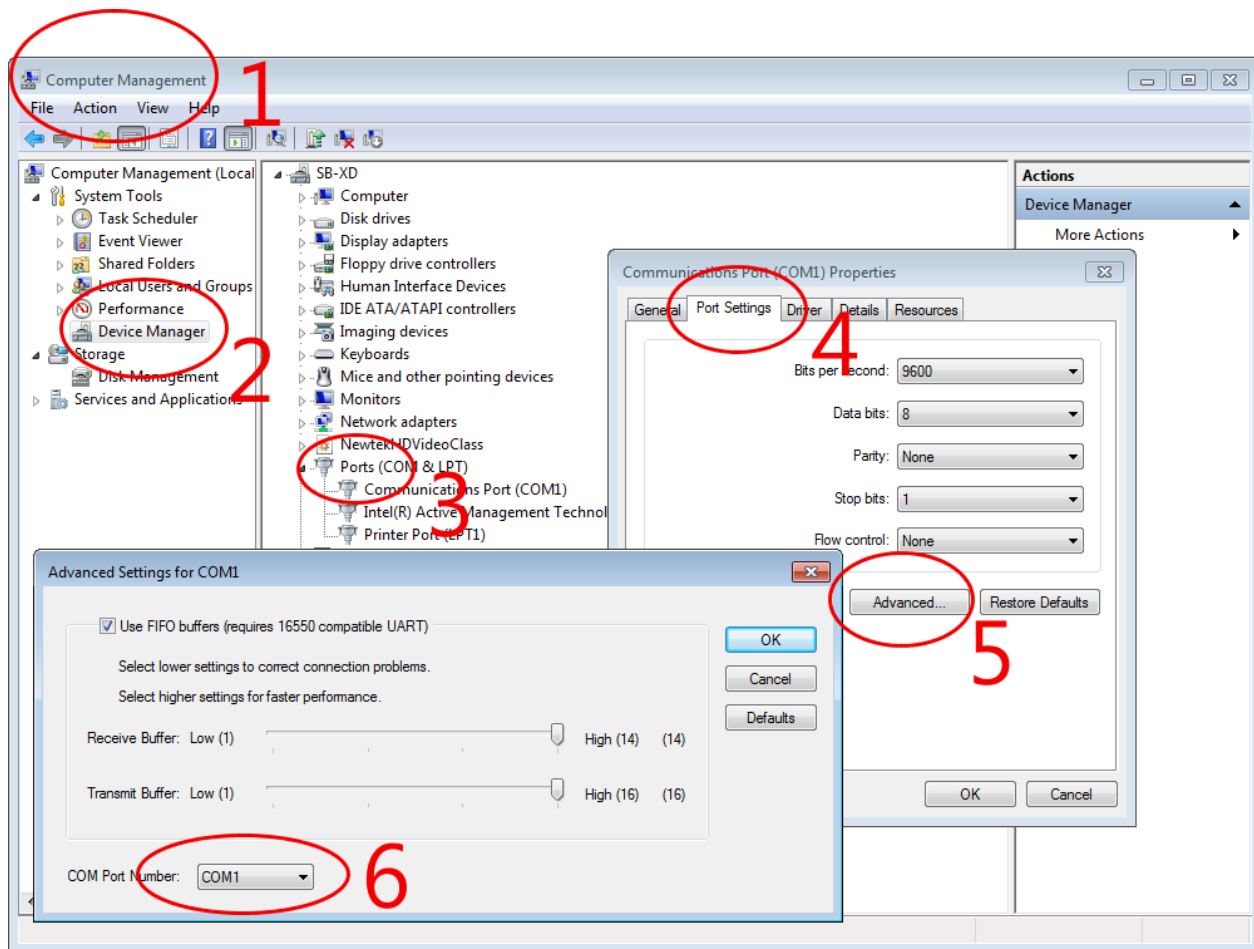 Computer Management
1
File Action View Help
Computer Management (Local
System Tools
Task Scheduler
Event Viewer
Shared Folders
Local Users and Groups
Performance
Device Manager
2
Storage
Disk Management
Services and Applications
SB-XD
Computer
Disk drives
Display adapters
Floppy drive controllers
Human Interface Devices
IDE ATA/ATAPI controllers
Imaging devices
Keyboards
Mice and other pointing devices
Monitors
Network adapters
NewtekHDVideoClass
Ports (COM & LPT)
3
Communications Port (COM1)
Intel(R) Active Management Technol
Printer Port (LPT1)
Actions
Device Manager
More Actions
Communications Port (COM1) Properties
General Port Settings Driver Details Resources
4
Bits per second: 9600
Data bits: 8
Parity: None
Stop bits: 1
Flow control: None
Advanced... Restore Defaults
5
OK Cancel
Advanced Settings for COM1
Use FIFO buffers (requires 16550 compatible UART)
Select lower settings to correct connection problems.
Select higher settings for faster performance.
Receive Buffer: Low (1) High (14) (14)
Transmit Buffer: Low (1) High (16) (16)
OK
Cancel
Defaults
COM Port Number: COM1
6